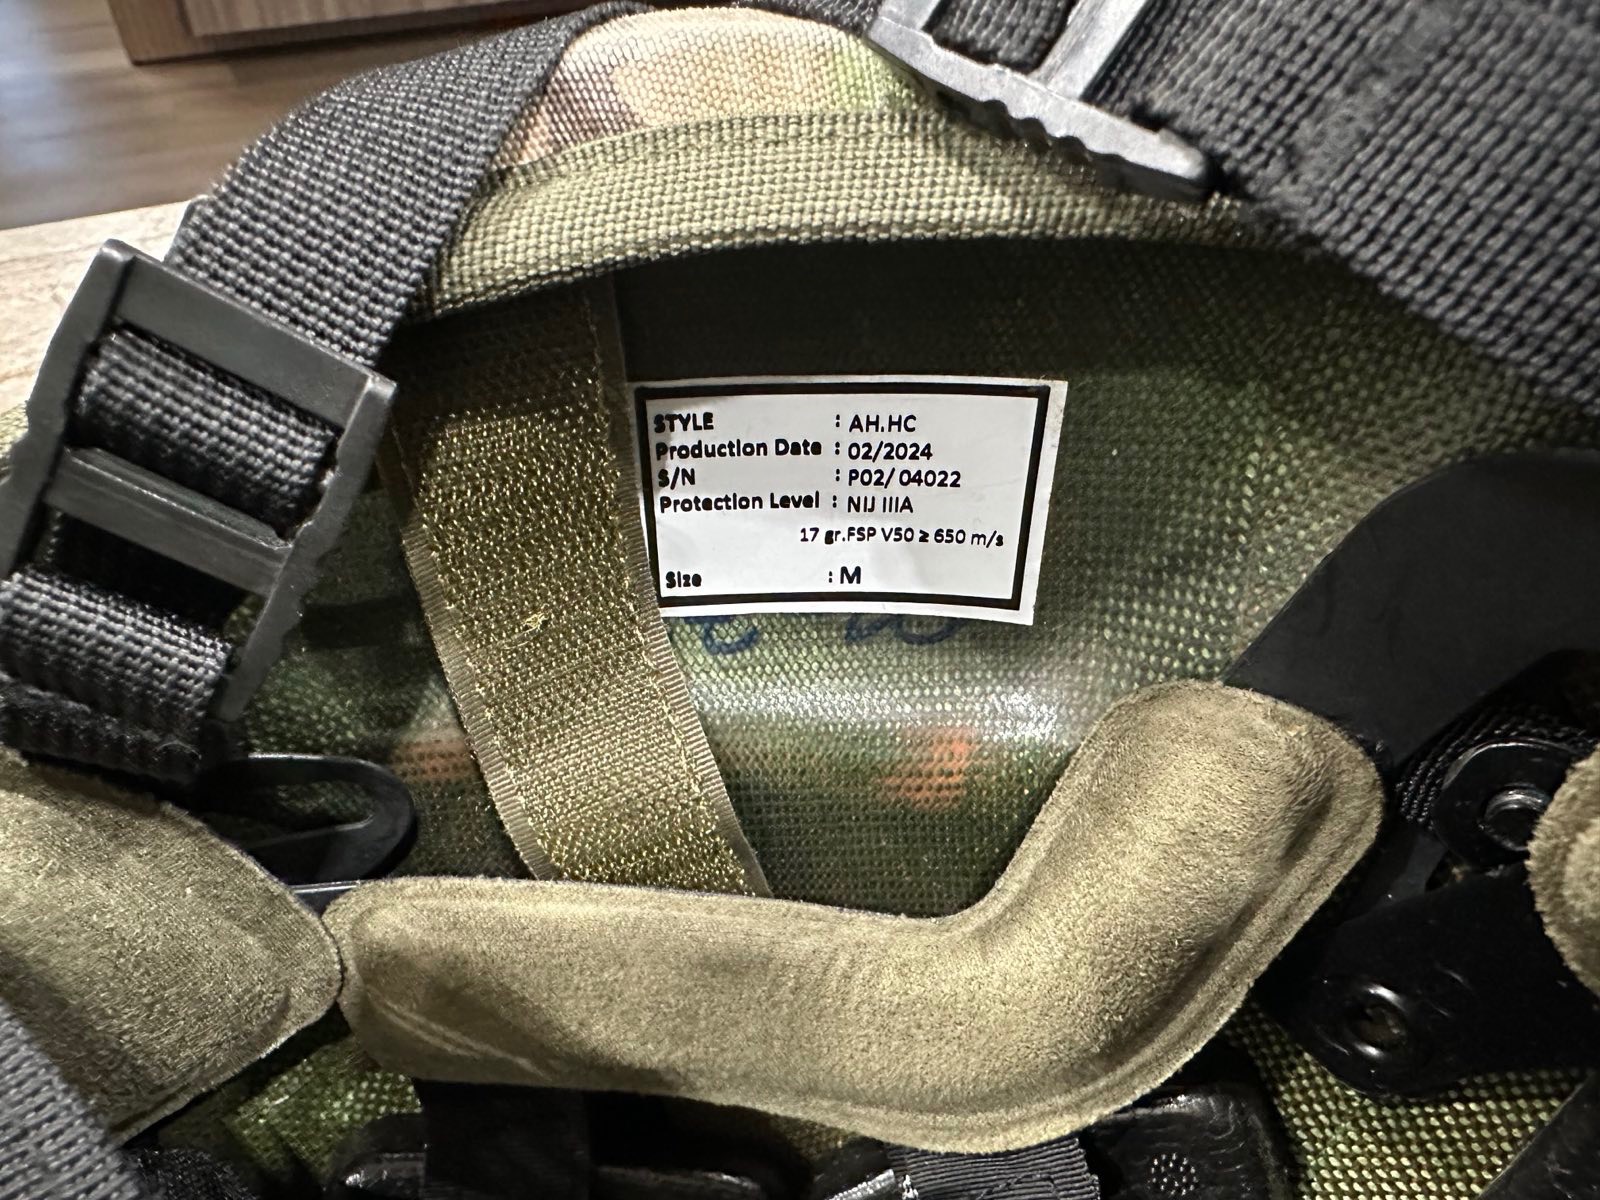 STYLE : AH.HC
Production Date : 02/2024
S/N : P02/ 04022
Protection Level : NIJ IIIA
17 gr.FSP V50 ≥ 650 m/s
Size : M